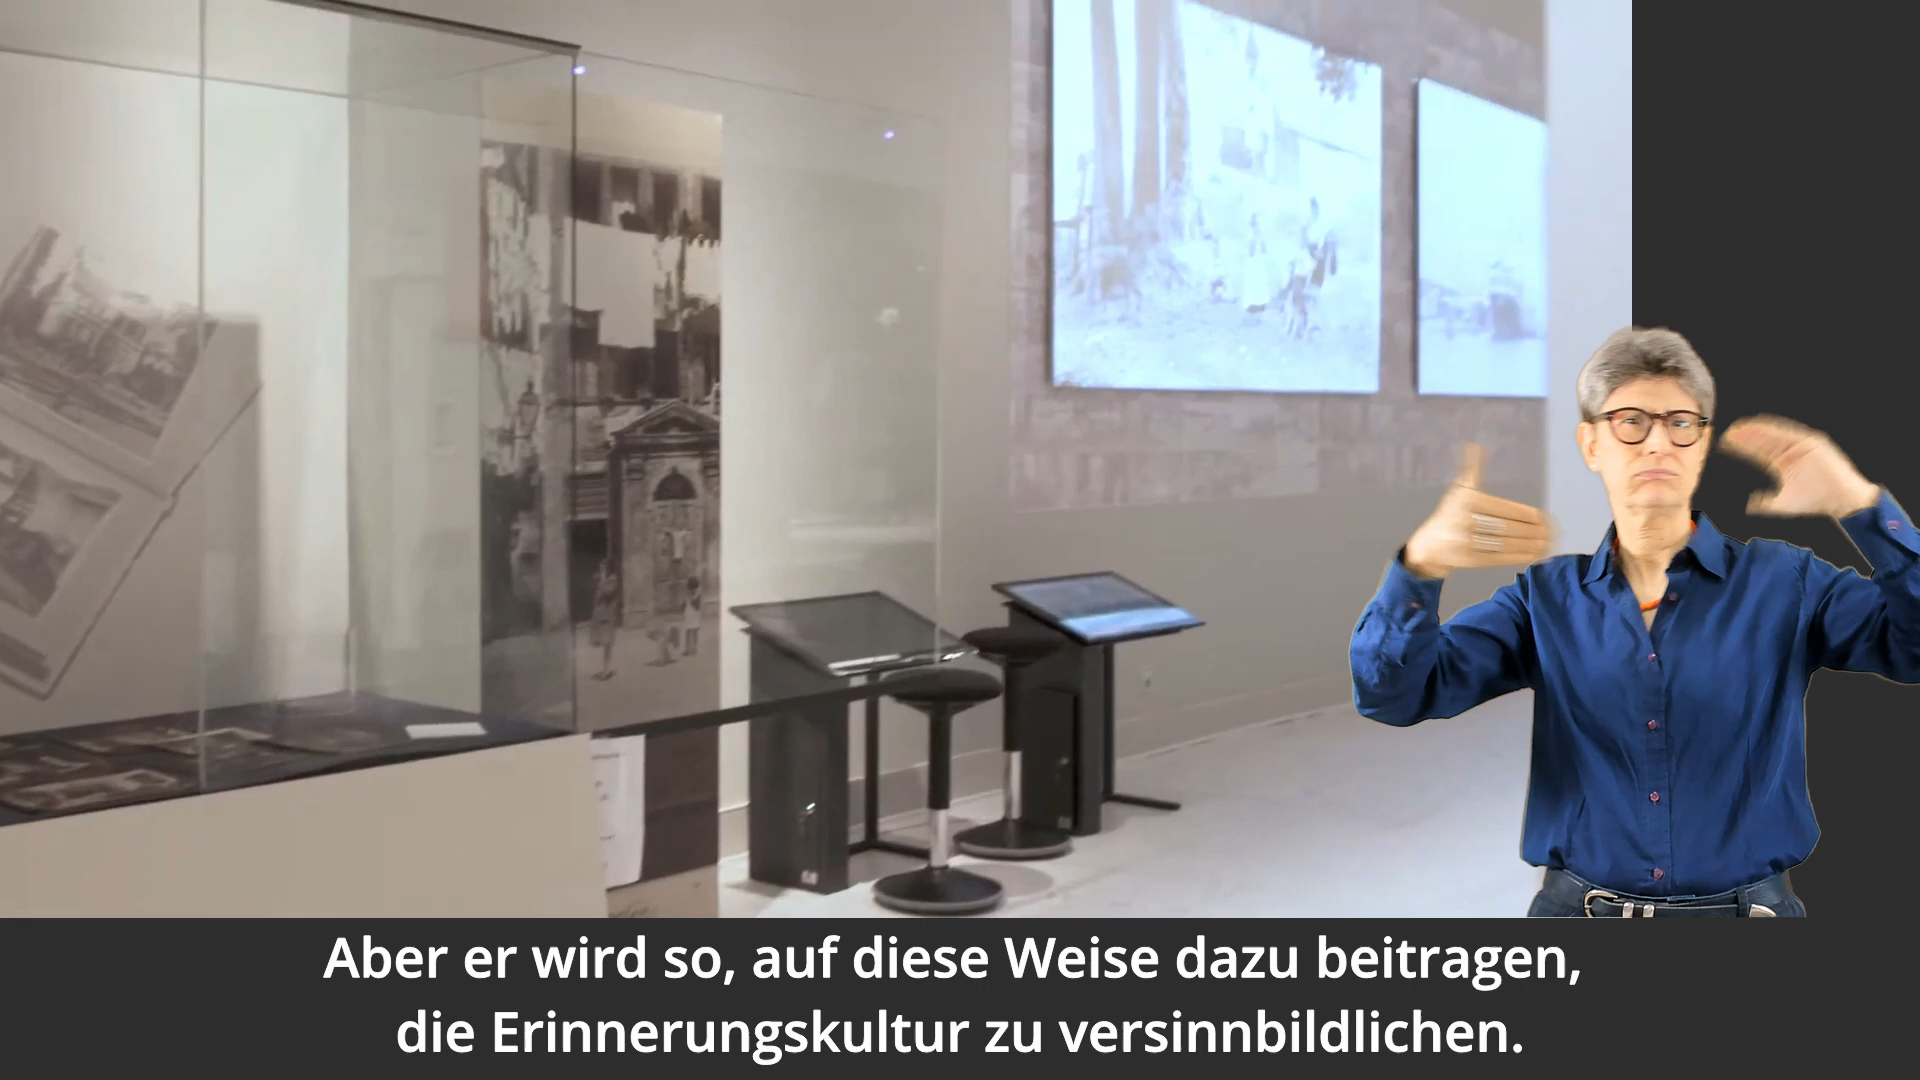 Aber er wird so, auf diese Weise dazu beitragen,
die Erinnerungskultur zu versinnbildlichen.